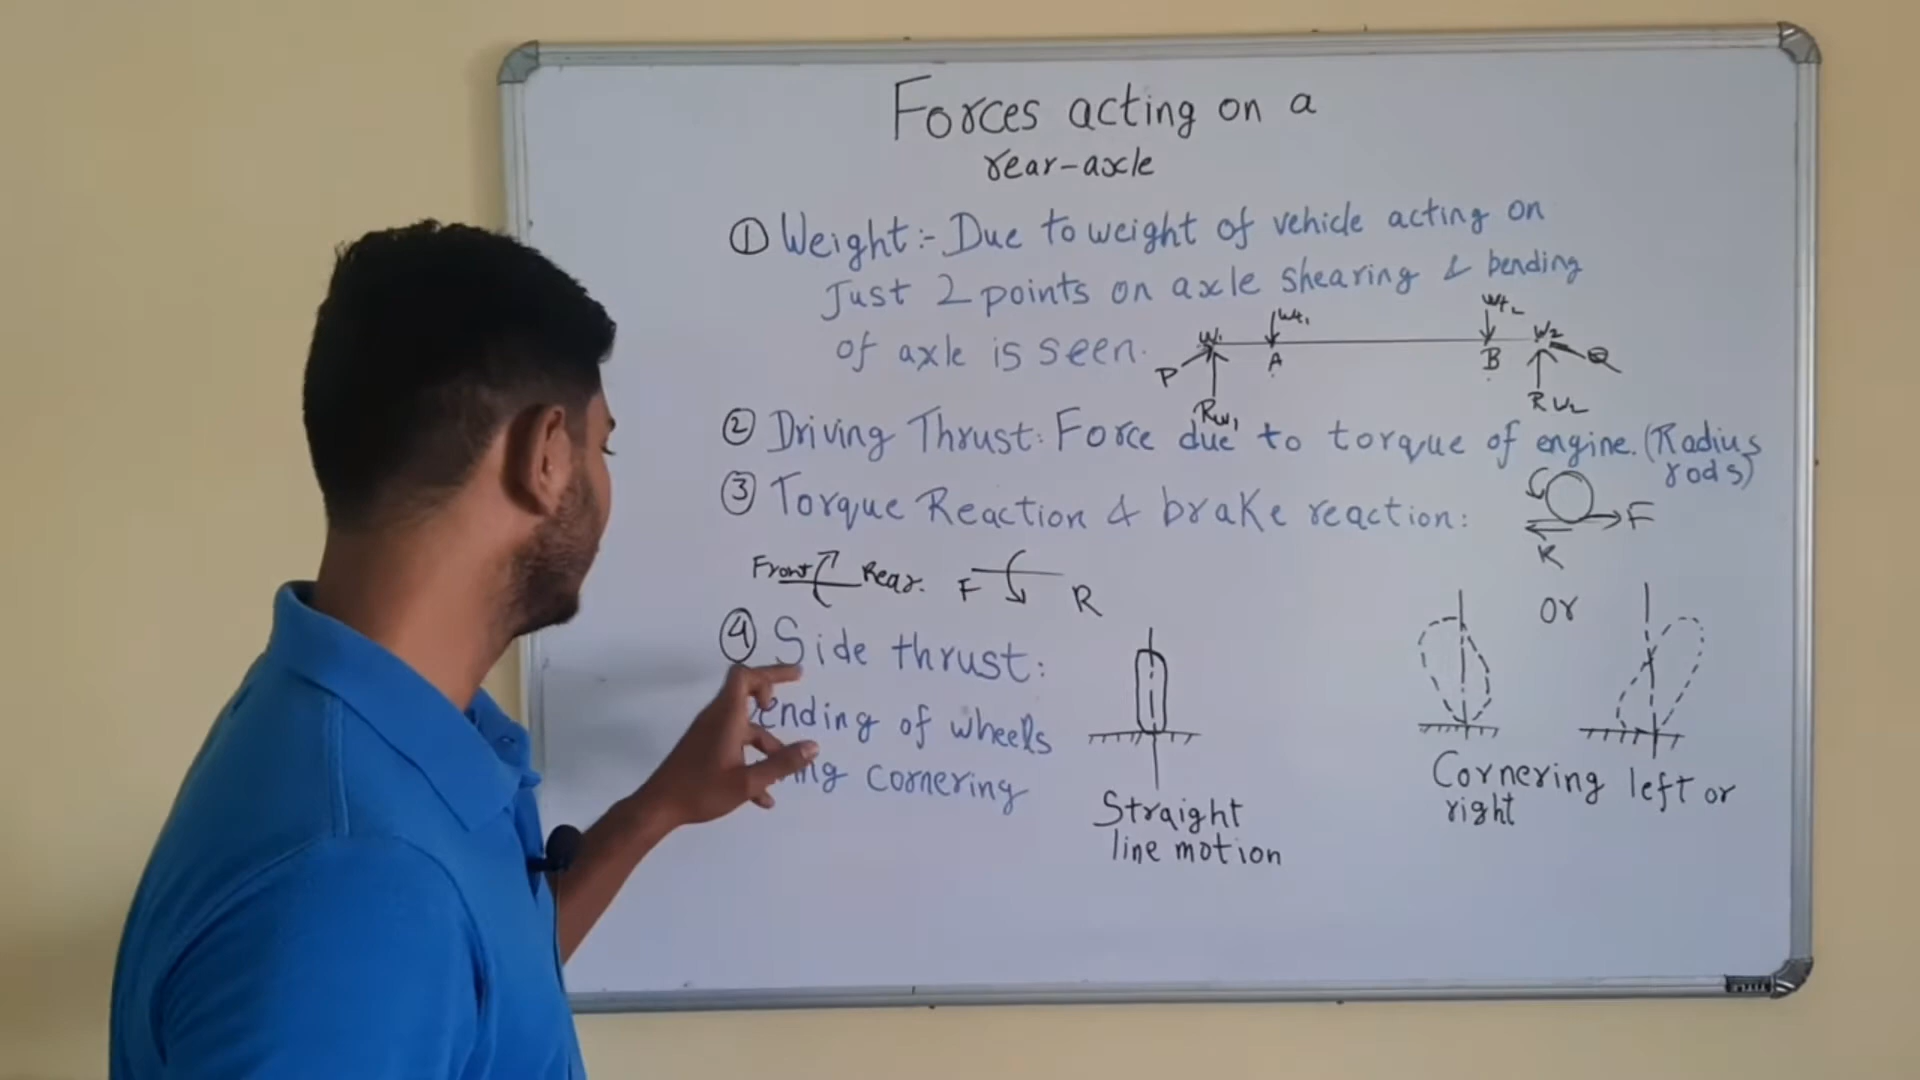 Forces acting on a
rear-axle
① Weight:- Due to weight of vehicle acting on
Just 2 points on axle shearing & bending
of axle is seen.
W1 Wt1 Wt2 W2
P A B Q
RW1 RW2
② Driving Thrust: Force due to torque of engine. (Radius
rods)
③ Torque Reaction & brake reaction:
F
R
Front Rear. F R
④ Side thrust:
ending of wheels
ing cornering
Straight
line motion
or
Cornering left or
right